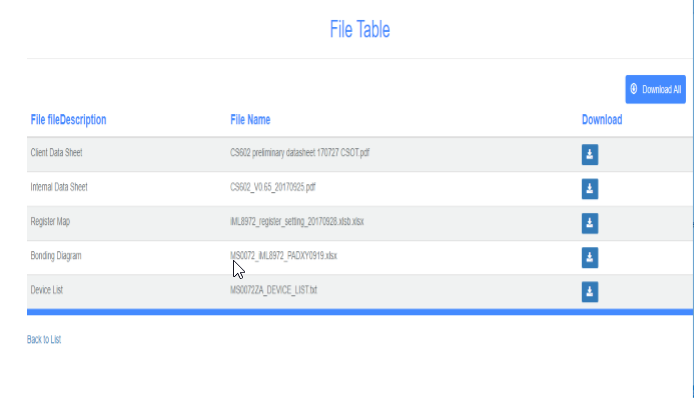 File Table
Download All
File fileDescription File Name Download
Client Data Sheet CS602 preliminary datasheet 170727 CSOT.pdf
Internal Data Sheet CS602_V0.65_20170925.pdf
Register Map iML8972_register_setting_20170928.xlsb.xlsx
Bonding Diagram MS0072_iML8972_PADXY0919.xlsx
Device List MS0072ZA_DEVICE_LIST.txt
Back to List